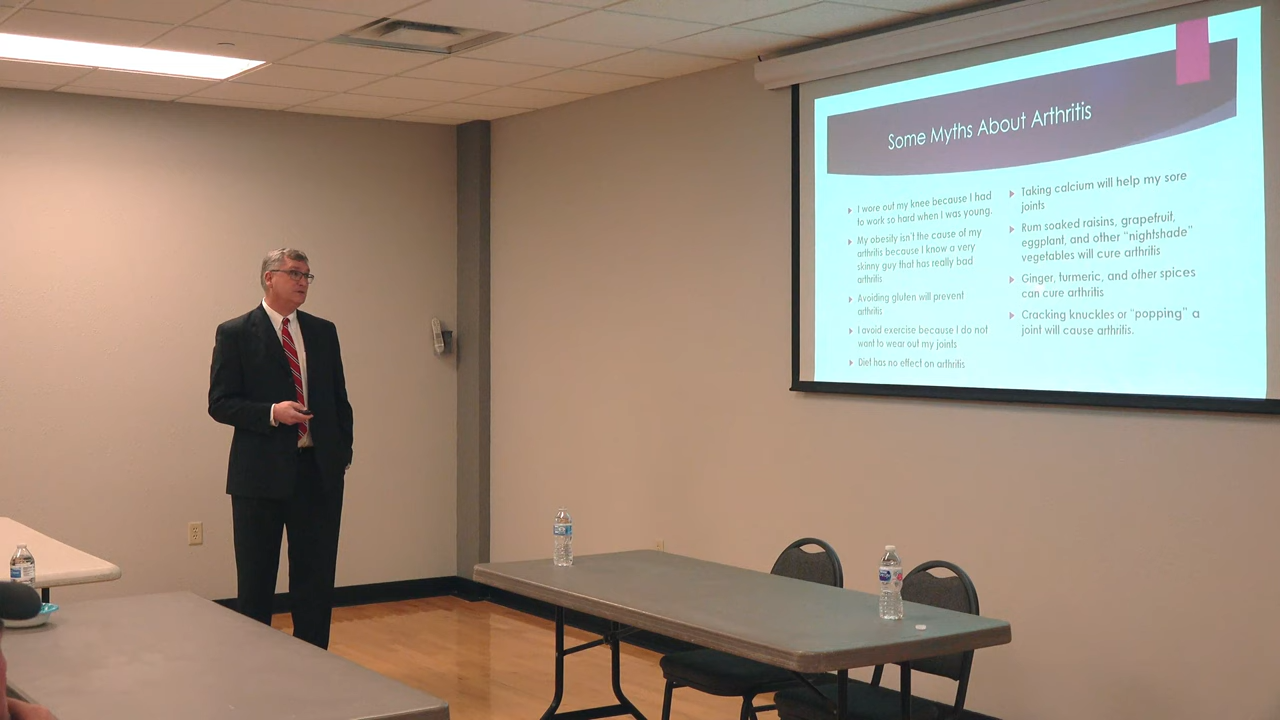 Some Myths About Arthritis
I wore out my knee because I had
to work so hard when I was young.
My obesity isn't the cause of my
arthritis because I know a very
skinny guy that has really bad
arthritis
Avoiding gluten will prevent
arthritis
I avoid exercise because I do not
want to wear out my joints
Diet has no effect on arthritis
Taking calcium will help my sore
joints
Rum soaked raisins, grapefruit,
eggplant, and other "nightshade"
vegetables will cure arthritis
Ginger, turmeric, and other spices
can cure arthritis
Cracking knuckles or "popping" a
joint will cause arthritis.